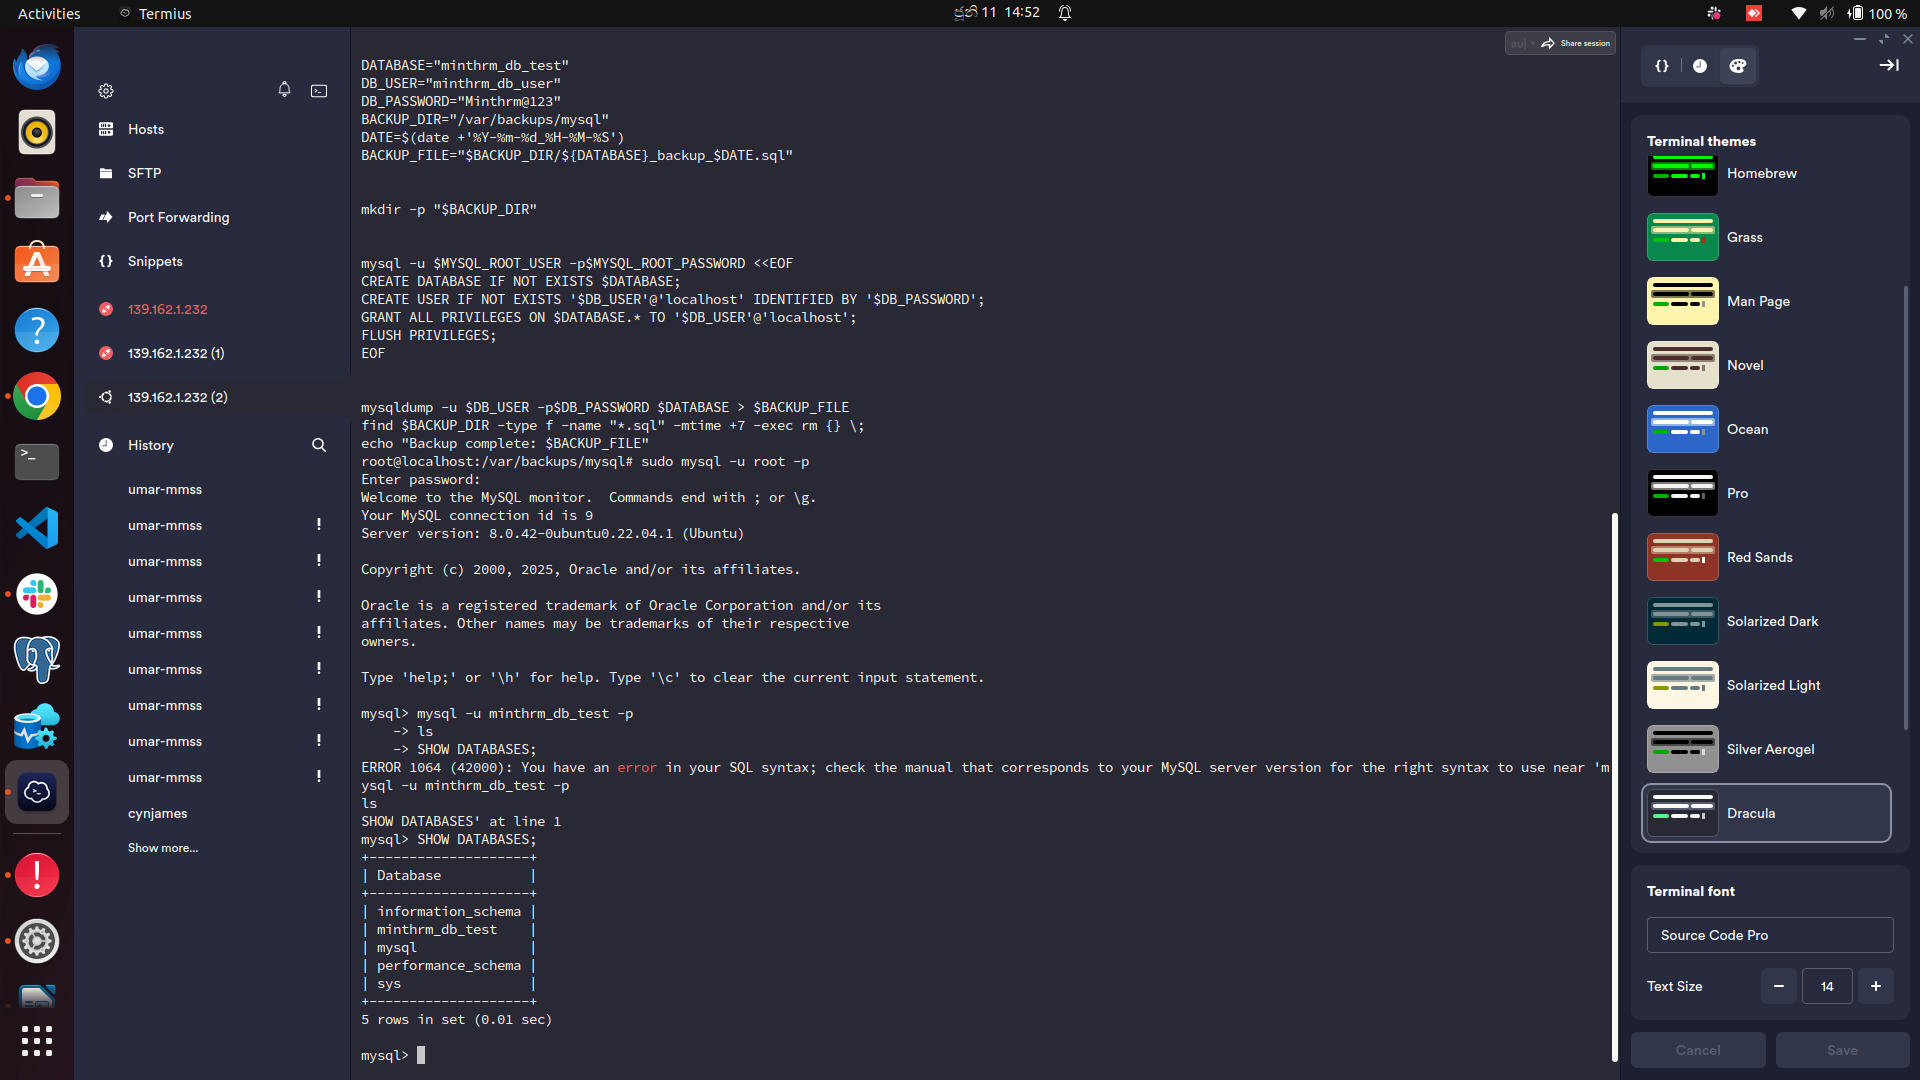 Activities
Termius
ජූනි 11 14:52
100 %
Hosts
SFTP
Port Forwarding
Snippets
139.162.1.232
139.162.1.232 (1)
139.162.1.232 (2)
History
umar-mmss
umar-mmss
umar-mmss
umar-mmss
umar-mmss
umar-mmss
umar-mmss
umar-mmss
umar-mmss
cynjames
Show more...
Share session
DATABASE="minthrm_db_test"
DB_USER="minthrm_db_user"
DB_PASSWORD="Minthrm@123"
BACKUP_DIR="/var/backups/mysql"
DATE=$(date +'%Y-%m-%d_%H-%M-%S')
BACKUP_FILE="$BACKUP_DIR/${DATABASE}_backup_$DATE.sql"
mkdir -p "$BACKUP_DIR"
mysql -u $MYSQL_ROOT_USER -p$MYSQL_ROOT_PASSWORD <<EOF
CREATE DATABASE IF NOT EXISTS $DATABASE;
CREATE USER IF NOT EXISTS '$DB_USER'@'localhost' IDENTIFIED BY '$DB_PASSWORD';
GRANT ALL PRIVILEGES ON $DATABASE.* TO '$DB_USER'@'localhost';
FLUSH PRIVILEGES;
EOF
mysqldump -u $DB_USER -p$DB_PASSWORD $DATABASE > $BACKUP_FILE
find $BACKUP_DIR -type f -name "*.sql" -mtime +7 -exec rm {} \;
echo "Backup complete: $BACKUP_FILE"
root@localhost:/var/backups/mysql# sudo mysql -u root -p
Enter password:
Welcome to the MySQL monitor.  Commands end with ; or \g.
Your MySQL connection id is 9
Server version: 8.0.42-0ubuntu0.22.04.1 (Ubuntu)
Copyright (c) 2000, 2025, Oracle and/or its affiliates.
Oracle is a registered trademark of Oracle Corporation and/or its
affiliates. Other names may be trademarks of their respective
owners.
Type 'help;' or '\h' for help. Type '\c' to clear the current input statement.
mysql> mysql -u minthrm_db_test -p
    -> ls
    -> SHOW DATABASES;
ERROR 1064 (42000): You have an error in your SQL syntax; check the manual that corresponds to your MySQL server version for the right syntax to use near 'm
ysql -u minthrm_db_test -p
ls
SHOW DATABASES' at line 1
mysql> SHOW DATABASES;
+--------------------+
| Database           |
+--------------------+
| information_schema |
| minthrm_db_test    |
| mysql              |
| performance_schema |
| sys                |
+--------------------+
5 rows in set (0.01 sec)
mysql>
Terminal themes
Homebrew
Grass
Man Page
Novel
Ocean
Pro
Red Sands
Solarized Dark
Solarized Light
Silver Aerogel
Dracula
Terminal font
Source Code Pro
Text Size
14
Cancel
Save